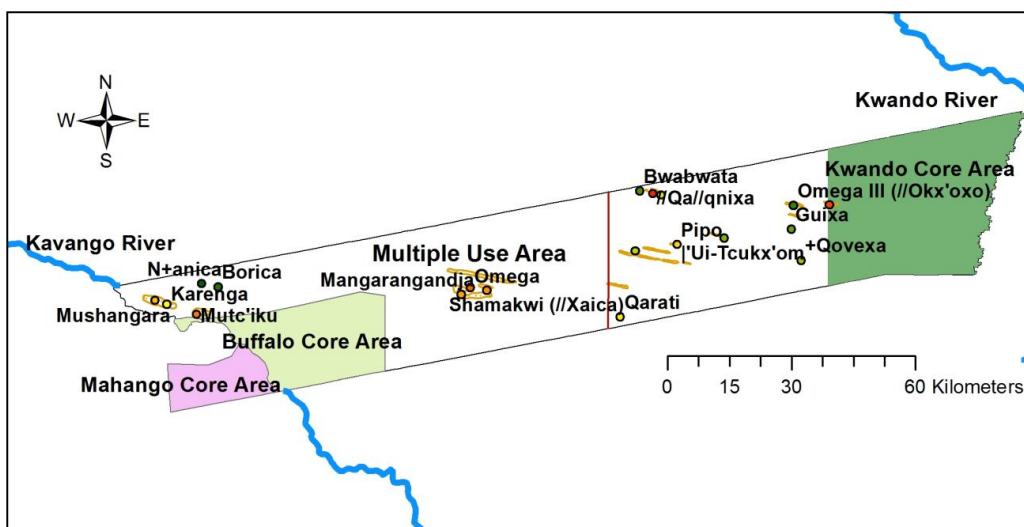 N
W E
S
Kwando River
Kwando Core Area
Bwabwata
//Qa//qnixa
Omega III (//Okx'oxo)
Guixa
Pipo
|'Ui-Tcukx'om
+Qovexa
Kavango River
Multiple Use Area
N+anica
Borica
Mangarangandja
Omega
Karenga
Shamakwi (//Xaica)
Qarati
Mushangara
Mutc'iku
Buffalo Core Area
Mahango Core Area
0 15 30 60 Kilometers